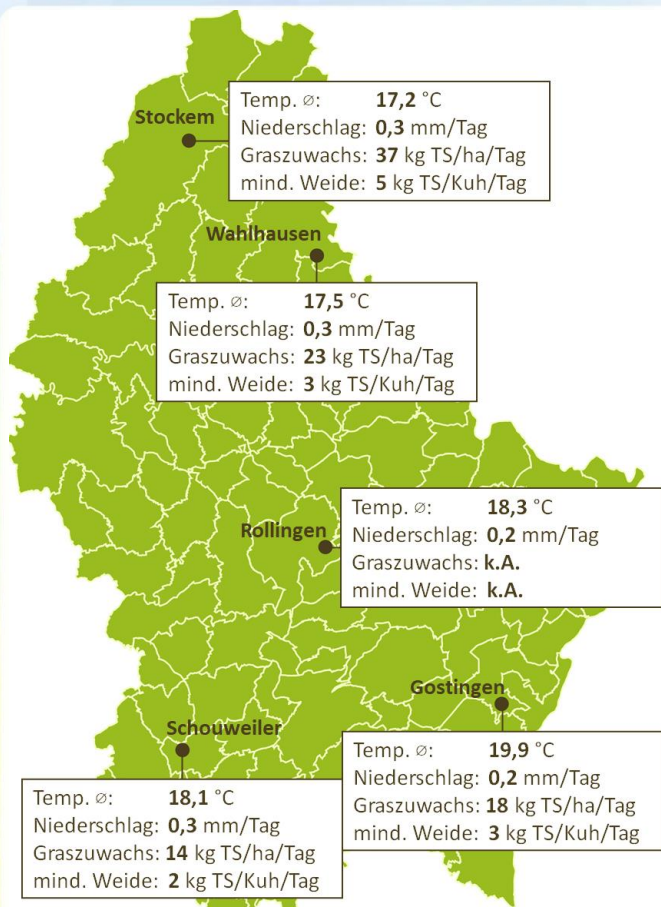 Stockem
Temp. ⌀: 17,2 °C
Niederschlag: 0,3 mm/Tag
Graszuwachs: 37 kg TS/ha/Tag
mind. Weide: 5 kg TS/Kuh/Tag
Wahlhausen
Temp. ⌀: 17,5 °C
Niederschlag: 0,3 mm/Tag
Graszuwachs: 23 kg TS/ha/Tag
mind. Weide: 3 kg TS/Kuh/Tag
Rollingen
Temp. ⌀: 18,3 °C
Niederschlag: 0,2 mm/Tag
Graszuwachs: k.A.
mind. Weide: k.A.
Gostingen
Temp. ⌀: 19,9 °C
Niederschlag: 0,2 mm/Tag
Graszuwachs: 18 kg TS/ha/Tag
mind. Weide: 3 kg TS/Kuh/Tag
Schouweiler
Temp. ⌀: 18,1 °C
Niederschlag: 0,3 mm/Tag
Graszuwachs: 14 kg TS/ha/Tag
mind. Weide: 2 kg TS/Kuh/Tag